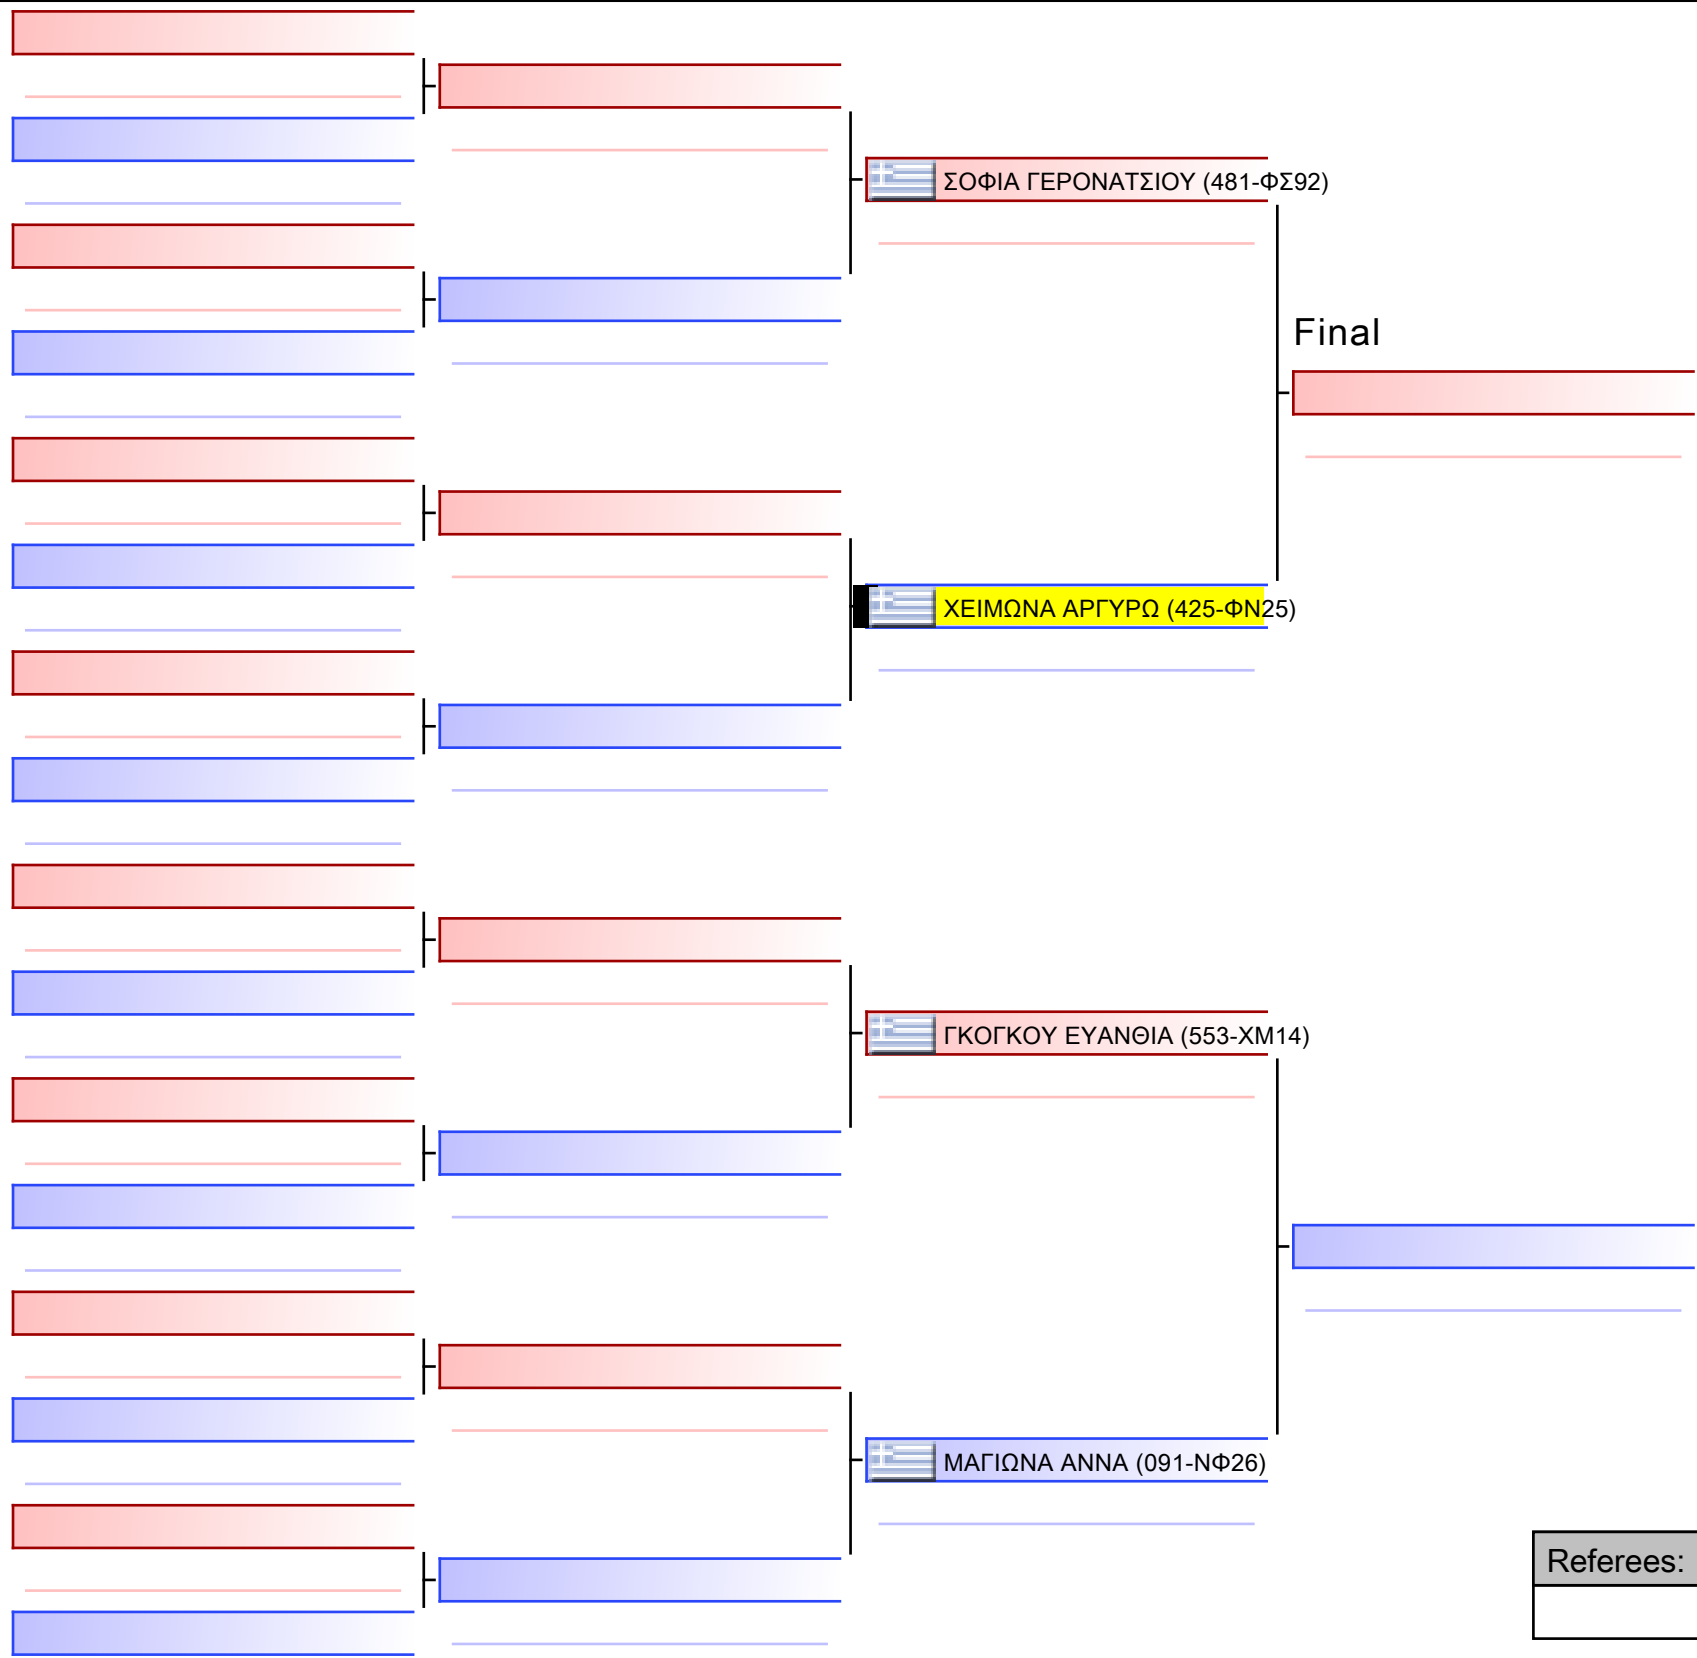 ΣΟΦΙΑ ΓΕΡΟΝΑΤΣΙΟΥ (481-ΦΣ92)
Final
ΧΕΙΜΩΝΑ ΑΡΓΥΡΩ (425-ΦΝ25)
ΓΚΟΓΚΟΥ ΕΥΑΝΘΙΑ (553-ΧΜ14)
ΜΑΓΙΩΝΑ ΑΝΝΑ (091-ΝΦ26)
Referees: